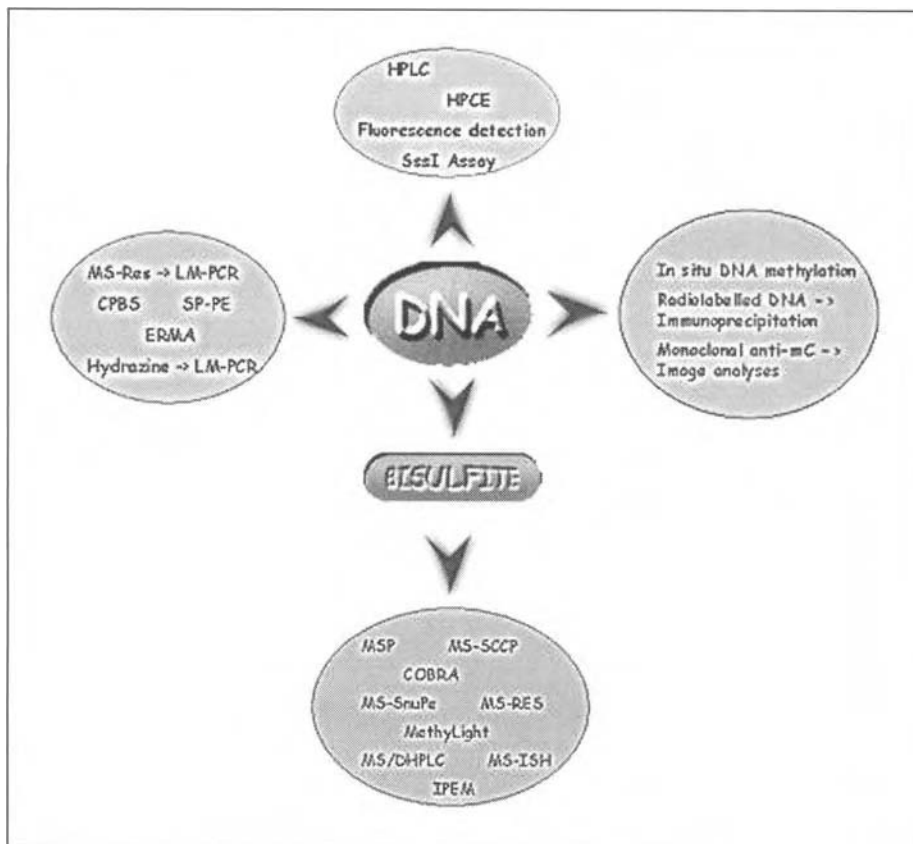 HPLC
HPCE
Fluorescence detection
SssI Assay
MS-Res -> LM-PCR
CPBS SP-PE
ERMA
Hydrazine -> LM-PCR
DNA
In situ DNA methylation
Radiolabelled DNA ->
Immunoprecipitation
Monoclonal anti-mC ->
Image analyses
BISULFITE
MSP MS-SCCP
COBRA
MS-SnuPe MS-RES
MethyLight
MS/DHPLC MS-ISH
IPEM